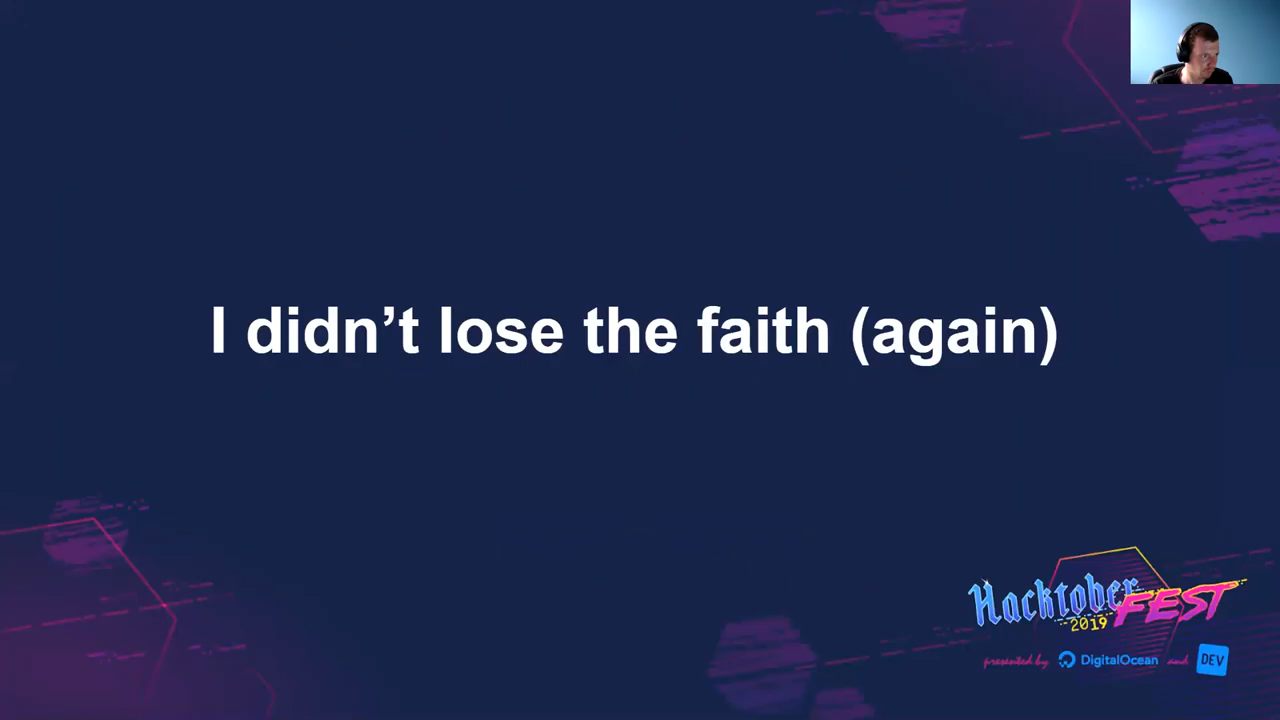 I didn’t lose the faith (again)
Hacktober FEST
2019
presented by DigitalOcean and DEV